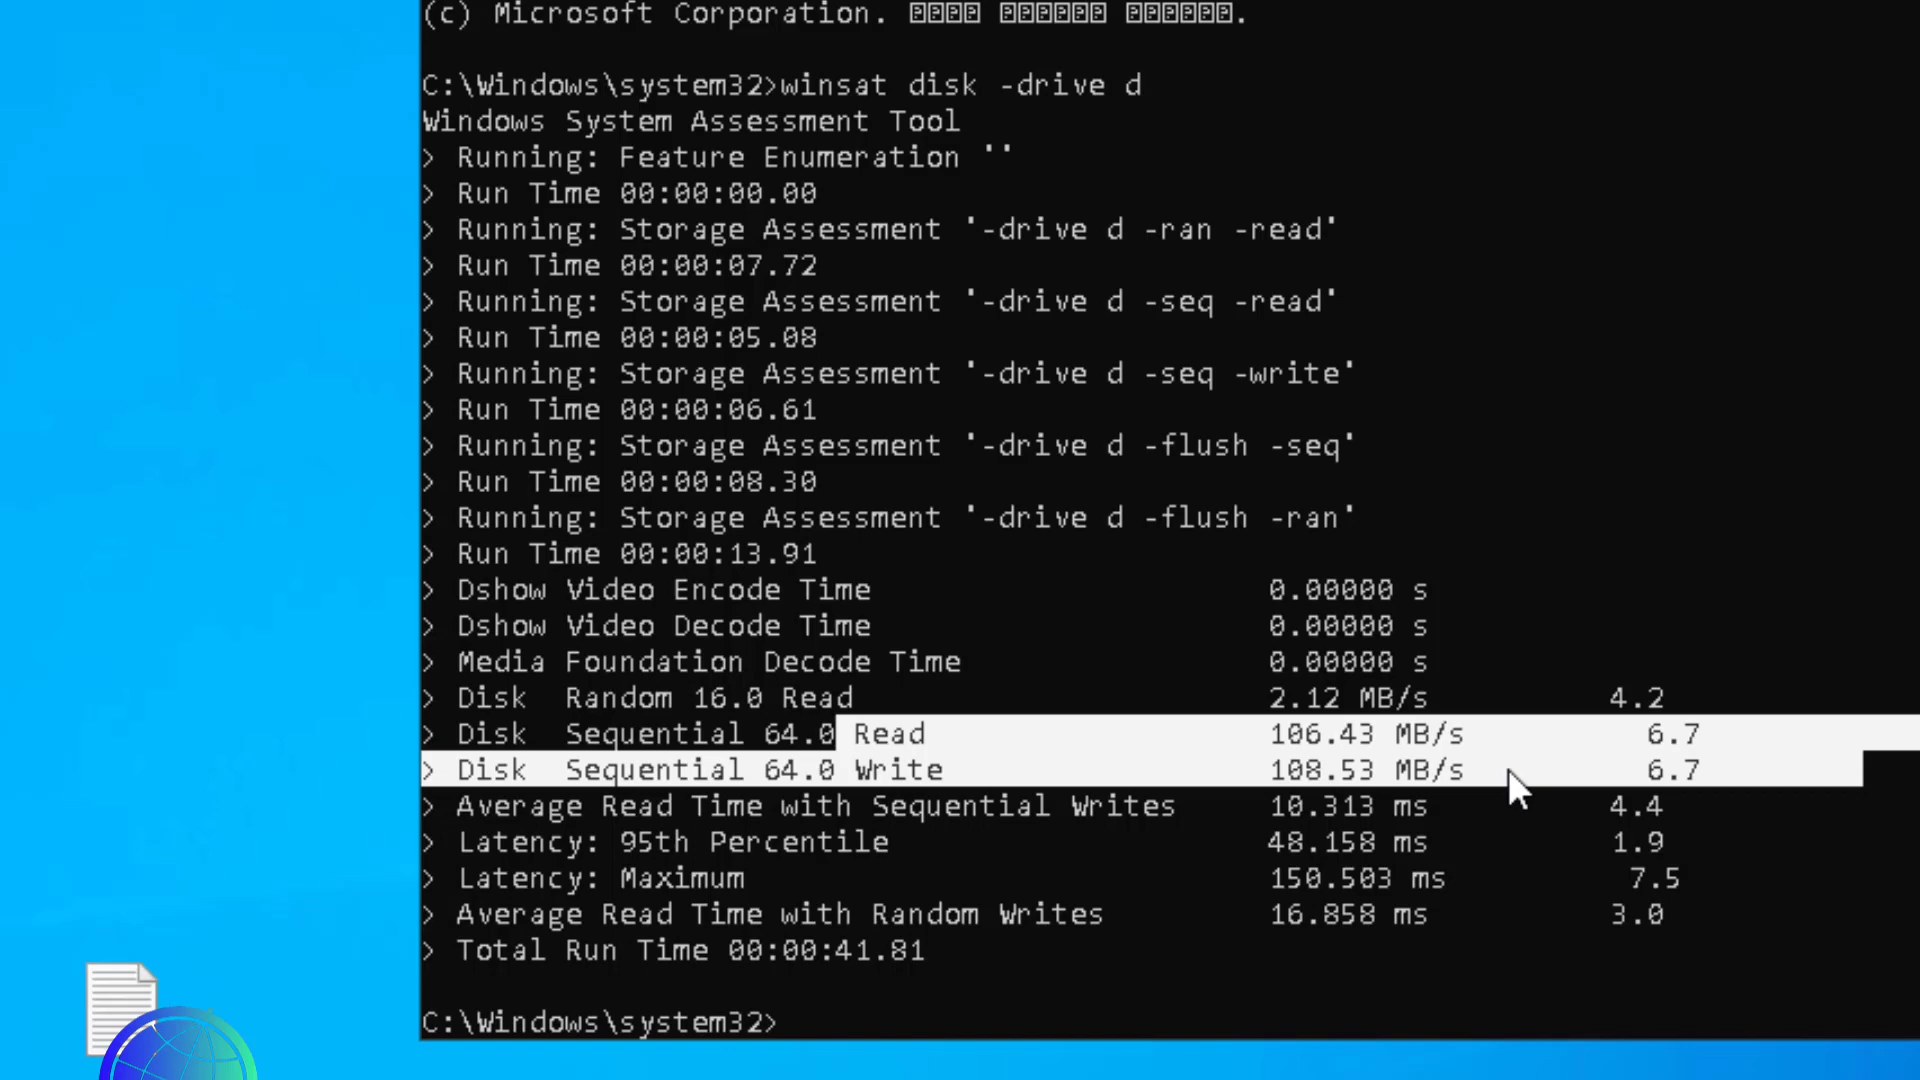 (c) Microsoft Corporation.
C:\Windows\system32>winsat disk -drive d
Windows System Assessment Tool
> Running: Feature Enumeration ''
> Run Time 00:00:00.00
> Running: Storage Assessment '-drive d -ran -read'
> Run Time 00:00:07.72
> Running: Storage Assessment '-drive d -seq -read'
> Run Time 00:00:05.08
> Running: Storage Assessment '-drive d -seq -write'
> Run Time 00:00:06.61
> Running: Storage Assessment '-drive d -flush -seq'
> Run Time 00:00:08.30
> Running: Storage Assessment '-drive d -flush -ran'
> Run Time 00:00:13.91
> Dshow Video Encode Time 0.00000 s
> Dshow Video Decode Time 0.00000 s
> Media Foundation Decode Time 0.00000 s
> Disk Random 16.0 Read 2.12 MB/s 4.2
> Disk Sequential 64.0 Read 106.43 MB/s 6.7
> Disk Sequential 64.0 Write 108.53 MB/s 6.7
> Average Read Time with Sequential Writes 10.313 ms 4.4
> Latency: 95th Percentile 48.158 ms 1.9
> Latency: Maximum 150.503 ms 7.5
> Average Read Time with Random Writes 16.858 ms 3.0
> Total Run Time 00:00:41.81
C:\Windows\system32>